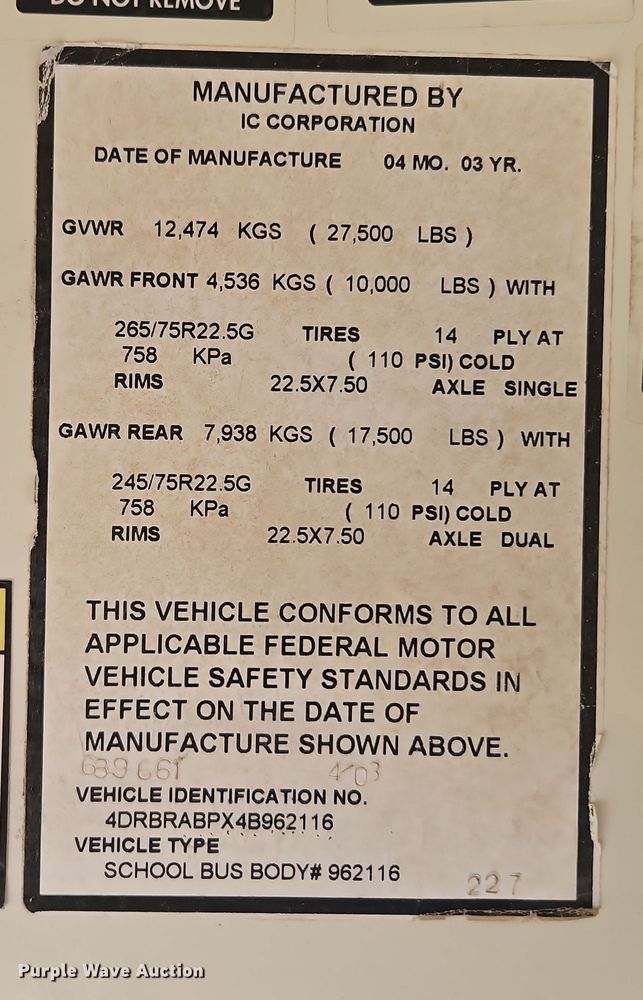 DO NOT REMOVE
MANUFACTURED BY
IC CORPORATION
DATE OF MANUFACTURE 04 MO. 03 YR.
GVWR 12,474 KGS ( 27,500 LBS )
GAWR FRONT 4,536 KGS ( 10,000 LBS ) WITH
265/75R22.5G TIRES 14 PLY AT
758 KPa ( 110 PSI) COLD
RIMS 22.5X7.50 AXLE SINGLE
GAWR REAR 7,938 KGS ( 17,500 LBS ) WITH
245/75R22.5G TIRES 14 PLY AT
758 KPa ( 110 PSI) COLD
RIMS 22.5X7.50 AXLE DUAL
THIS VEHICLE CONFORMS TO ALL
APPLICABLE FEDERAL MOTOR
VEHICLE SAFETY STANDARDS IN
EFFECT ON THE DATE OF
MANUFACTURE SHOWN ABOVE.
4/03
VEHICLE IDENTIFICATION NO.
4DRBRABPX4B962116
VEHICLE TYPE
SCHOOL BUS BODY# 962116
227
Purple Wave Auction